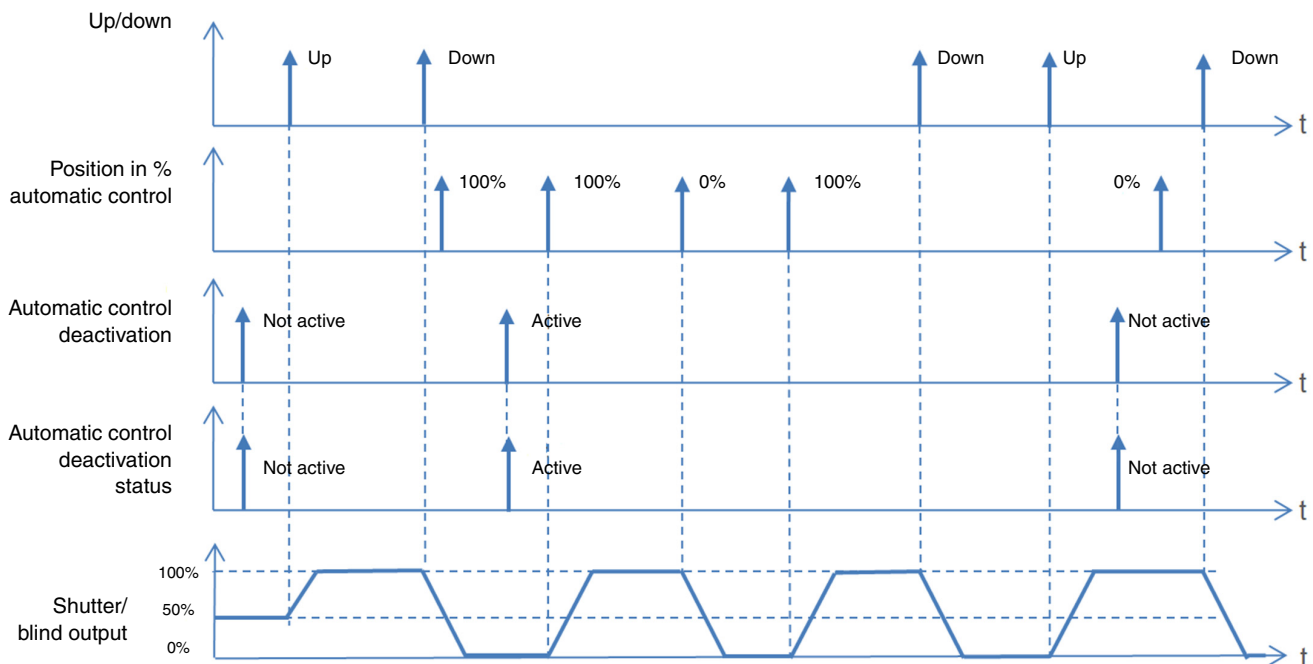 Up/down
Up
Down
Down
Up
Down
t
Position in %
automatic control
100%
100%
0%
100%
0%
t
Automatic control
deactivation
Not active
Active
Not active
t
Automatic control
deactivation
status
Not active
Active
Not active
t
Shutter/
blind output
100%
50%
0%
t